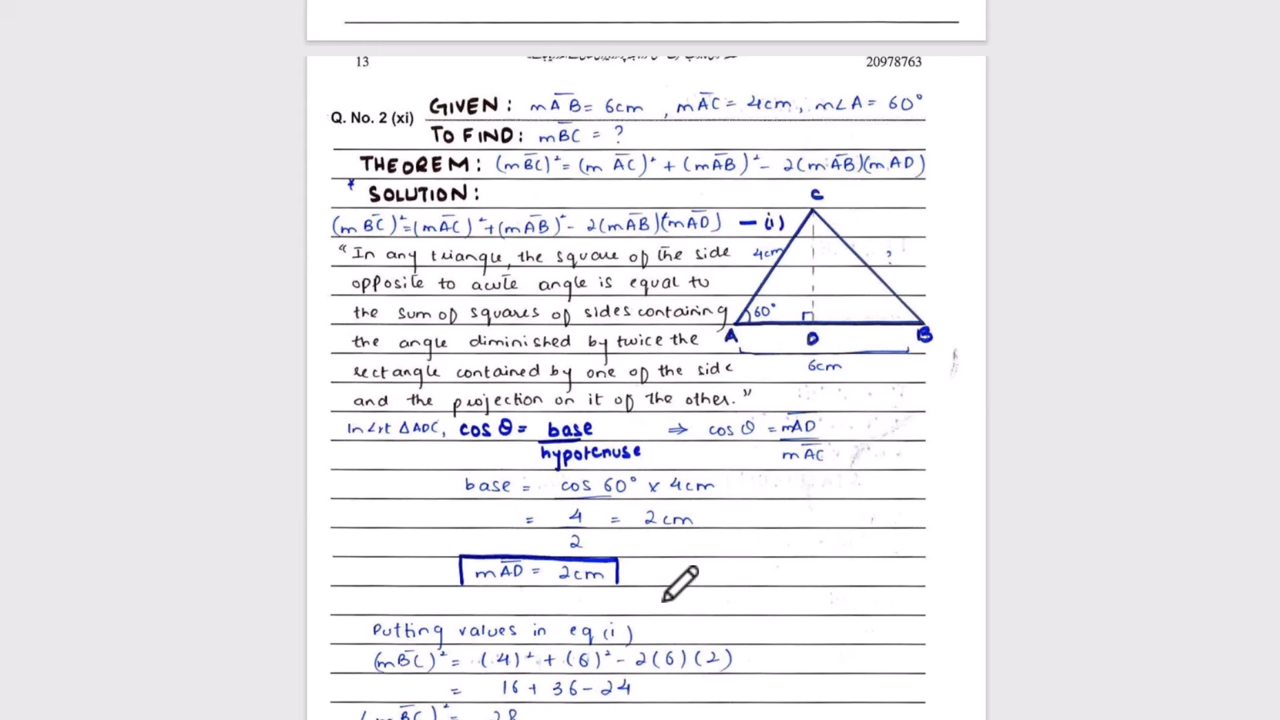 13
20978763
Q. No. 2 (xi)
GIVEN : mAB = 6cm , mAC = 4cm, m∠A = 60°
TO FIND : mBC = ?
THEOREM : (mBC)² = (m AC)² + (mAB)² - 2(mAB)(mAD)
* SOLUTION :
(mBC)² = (mAC)² + (mAB)² - 2(mAB)(mAD) — (i)
"In any triangle, the square of the side
opposite to acute angle is equal to
the sum of squares of sides containing
the angle diminished by twice the
rectangle contained by one of the side
and the projection on it of the other."
C
4cm
?
60°
A
D
B
6cm
In ∠rt △ADC, cos θ = base / hypotenuse ⇒ cos θ = mAD / mAC
base = cos 60° x 4cm
= 4 / 2 = 2cm
mAD = 2cm
Putting values in eq (i)
(mBC)² = (4)² + (6)² - 2(6)(2)
= 16 + 36 - 24
(mBC)² = 28